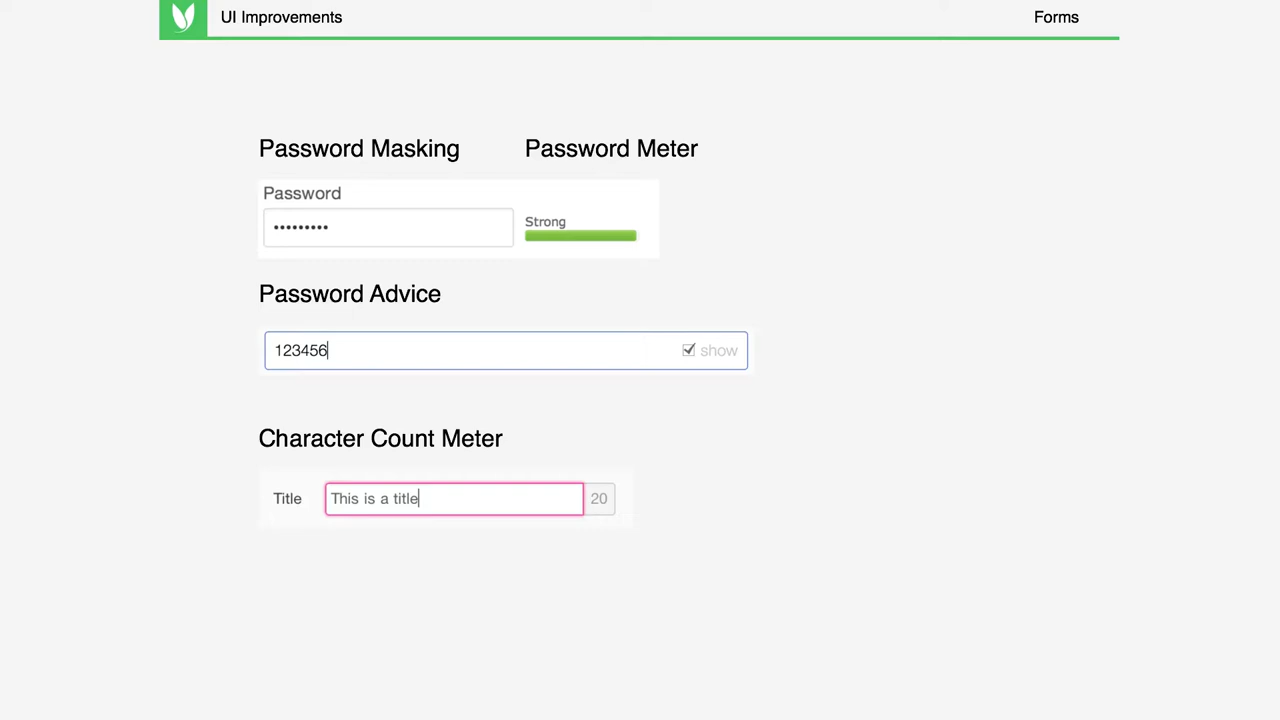 UI Improvements
Forms
Password Masking
Password Meter
Password
•••••••••
Strong
Password Advice
123456
show
Character Count Meter
Title
This is a title
20